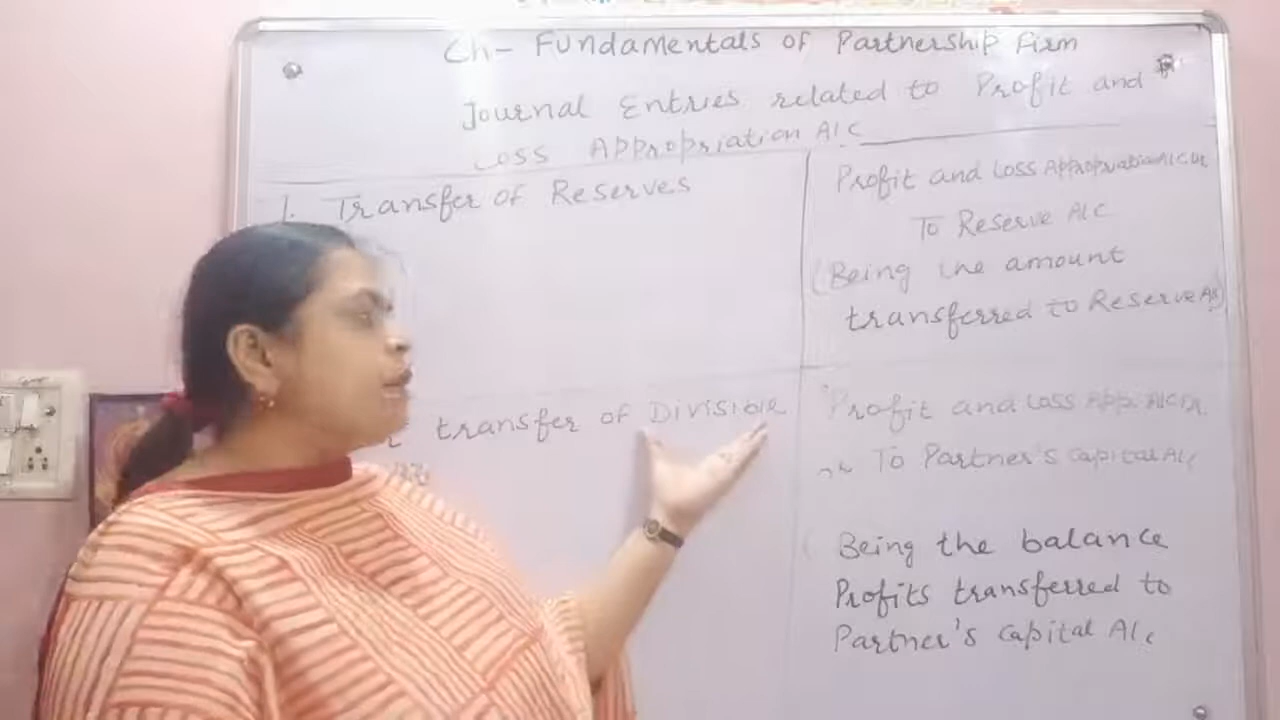 Ch- Fundamentals of Partnership Firm
Journal Entries related to Profit and
Loss Appropriation A/c
1. Transfer of Reserves
Profit and Loss Appropriation A/c Dr
To Reserve A/c
(Being the amount
transferred to Reserve A/c)
transfer of Divisible
Profit and Loss App. A/c Dr.
To Partner's Capital A/c
Being the balance
Profits transferred to
Partner's Capital A/c